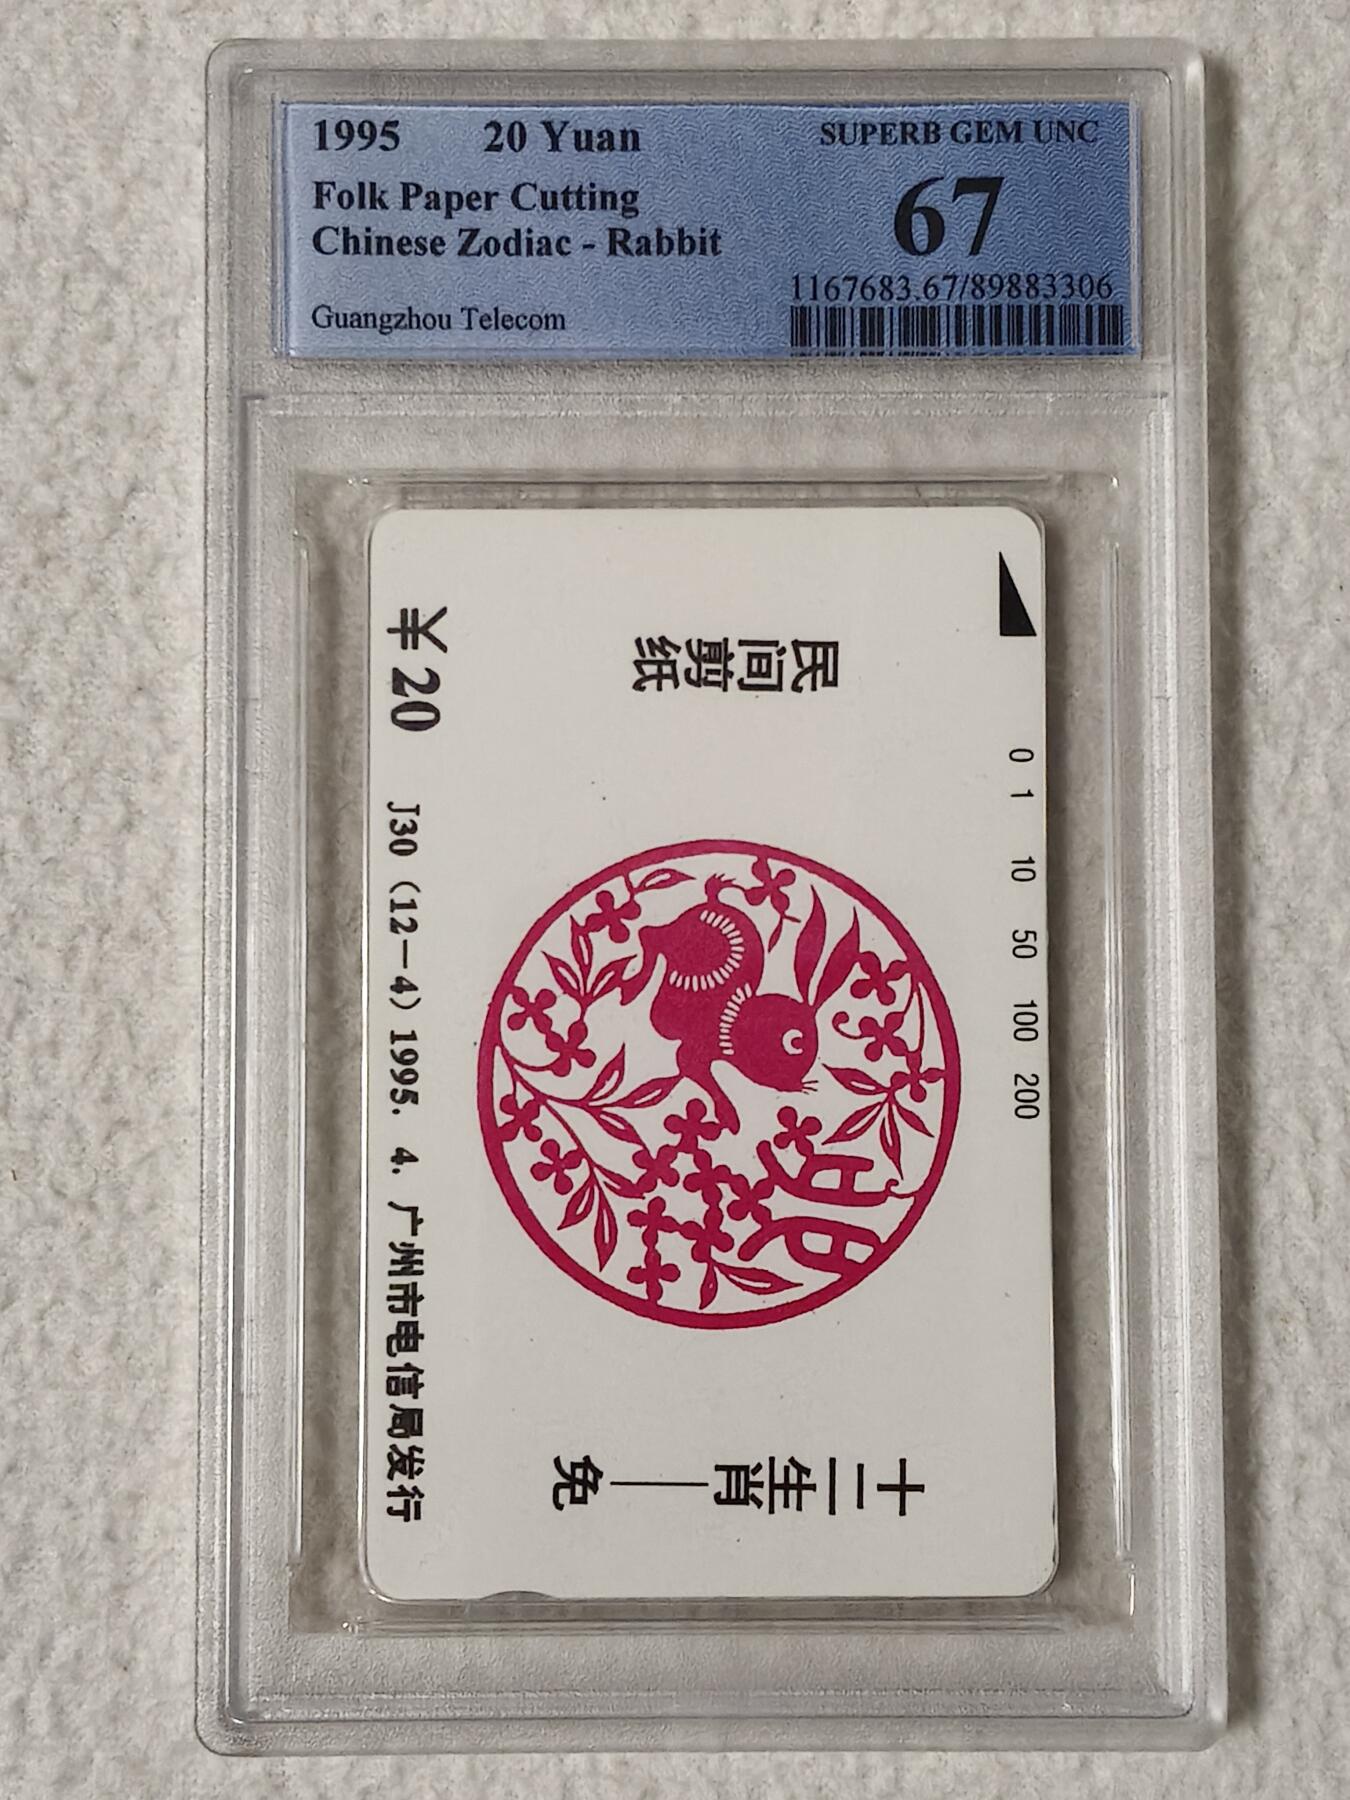 1995 20 Yuan
Folk Paper Cutting
Chinese Zodiac - Rabbit
Guangzhou Telecom
SUPERB GEM UNC
67
1167683.67/89883306
0 1 10 50 100 200
民间剪纸
十二生肖——兔
¥20 J30（12—4）1995. 4. 广州市电信局发行